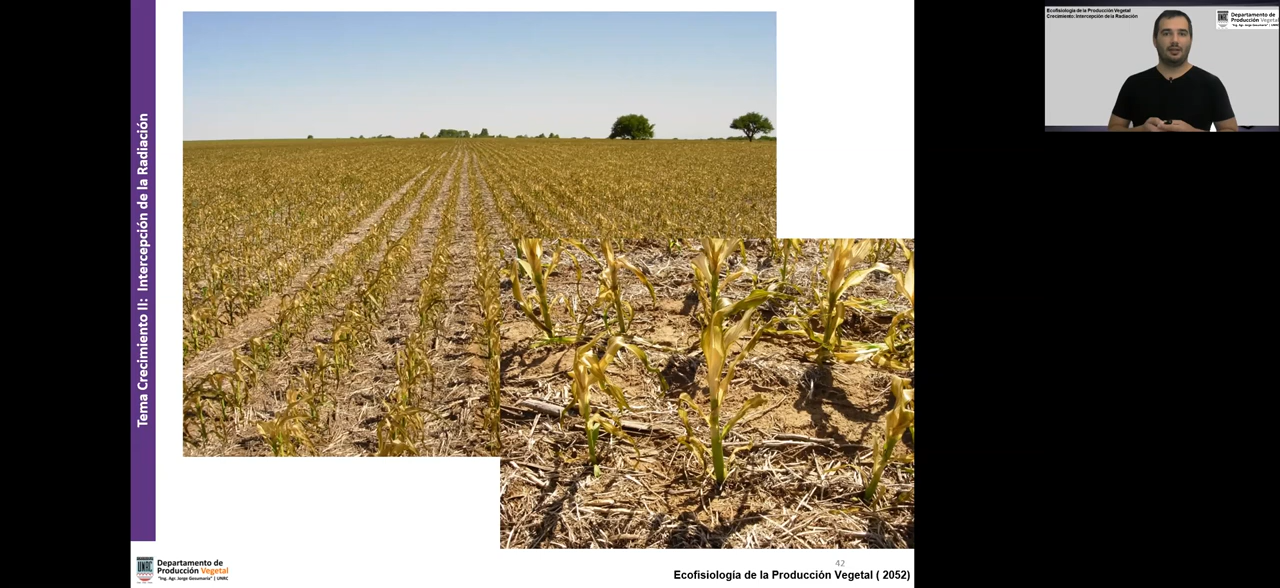 Tema Crecimiento II: Intercepción de la Radiación
Departamento de
Producción Vegetal
"Ing. Agr. Jorge Gesumaría" | UNRC
UNRC
42
Ecofisiología de la Producción Vegetal ( 2052)
Ecofisiología de la Producción Vegetal
Crecimiento: Intercepción de la Radiación
Departamento de
Producción Vegetal